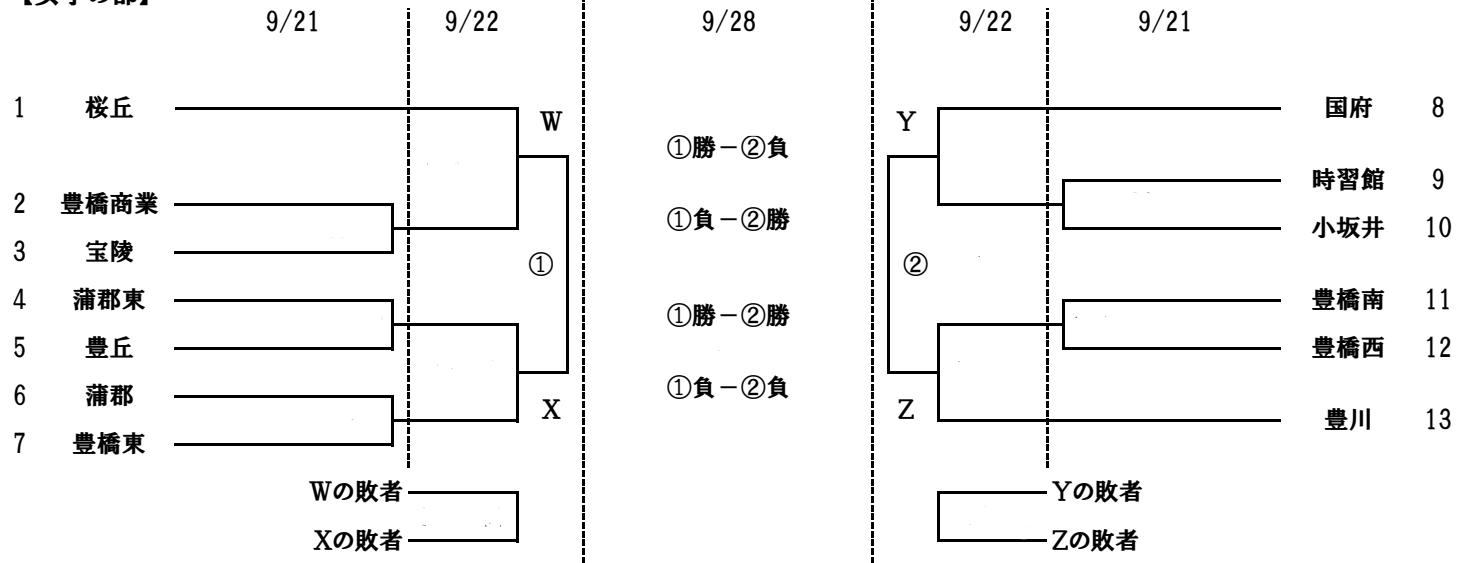 9/21 9/22 9/28 9/22 9/21
1 桜丘 W Y 国府 8
①勝－②負
時習館 9
2 豊橋商業
①負－②勝
小坂井 10
3 宝陵
① ②
4 蒲郡東 豊橋南 11
①勝－②勝
5 豊丘 豊橋西 12
6 蒲郡 ①負－②負
X Z 豊川 13
7 豊橋東
Wの敗者 Yの敗者
Xの敗者 Zの敗者